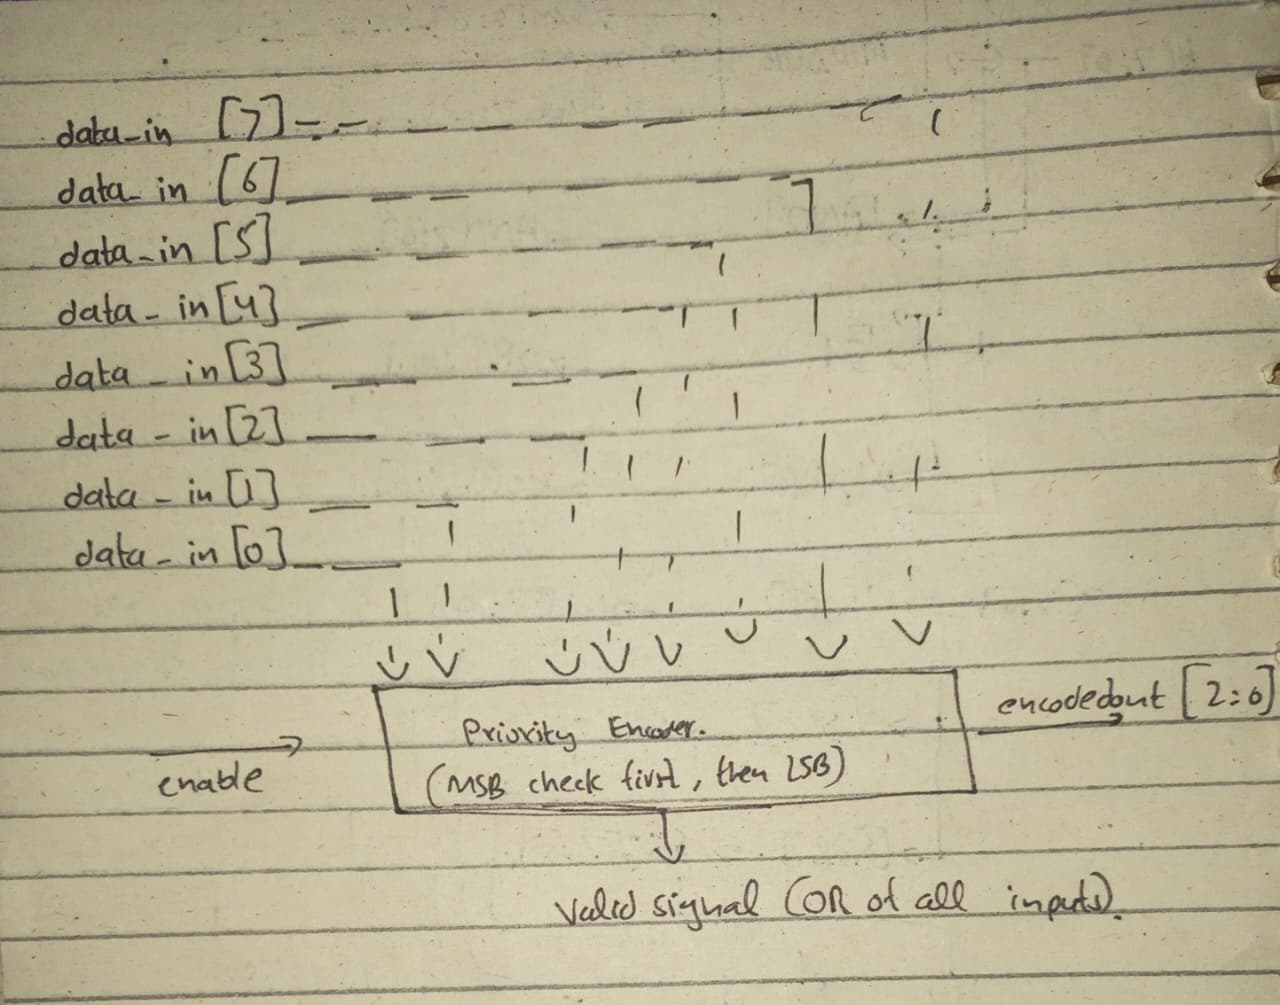 data_in [7]
data_in [6]
data_in [5]
data_in [4]
data_in [3]
data_in [2]
data_in [1]
data_in [0]
encodedout [2:0]
Priority Encoder.
enable
(MSB check first, then LSB)
Valid signal (OR of all inputs).